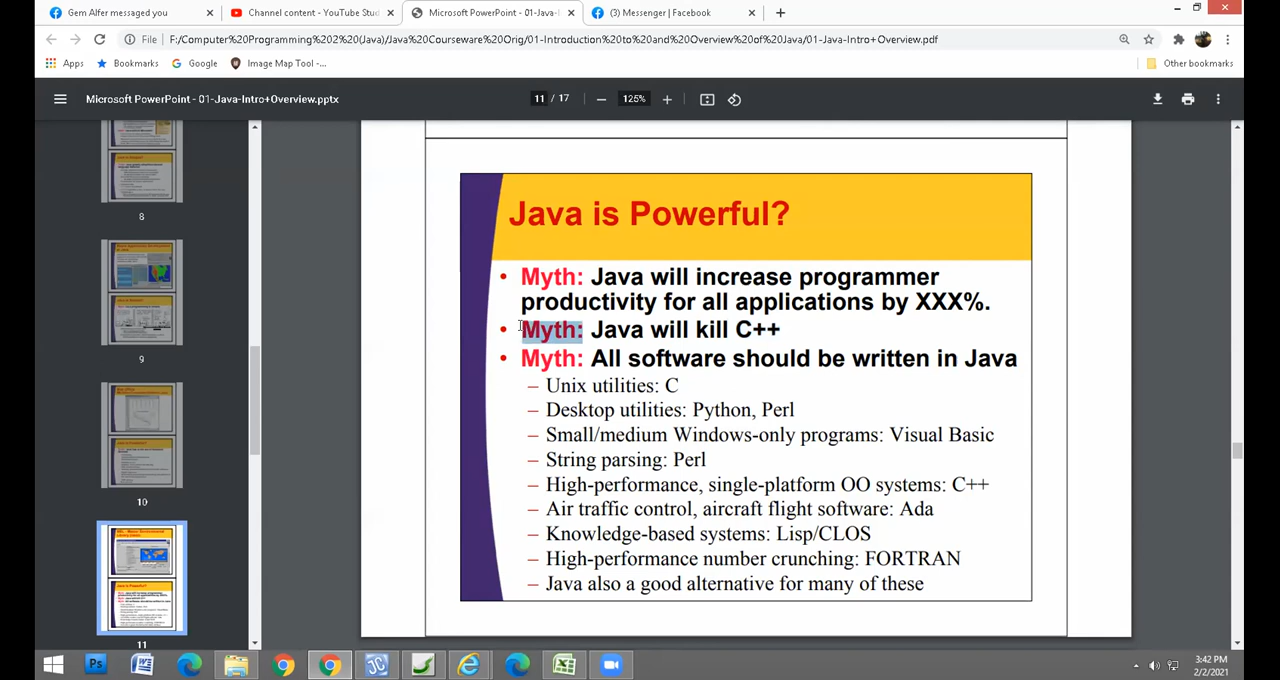 Gem Alfer messaged you
Channel content - YouTube Stud
Microsoft PowerPoint - 01-Java-I
(3) Messenger | Facebook
File
F:/Computer%20Programming%202%20(Java)/Java%20Courseware%20Orig/01-Introduction%20to%20and%20Overview%20of%20Java/01-Java-Intro+Overview.pdf
Apps
Bookmarks
Google
Image Map Tool -...
Other bookmarks
Microsoft PowerPoint - 01-Java-Intro+Overview.pptx
11 / 17
125%
8
9
10
11
Java is Powerful?
• Myth: Java will increase programmer
productivity for all applications by XXX%.
• Myth: Java will kill C++
• Myth: All software should be written in Java
– Unix utilities: C
– Desktop utilities: Python, Perl
– Small/medium Windows-only programs: Visual Basic
– String parsing: Perl
– High-performance, single-platform OO systems: C++
– Air traffic control, aircraft flight software: Ada
– Knowledge-based systems: Lisp/CLOS
– High-performance number crunching: FORTRAN
– Java also a good alternative for many of these
Ps
JC
3:42 PM
2/2/2021